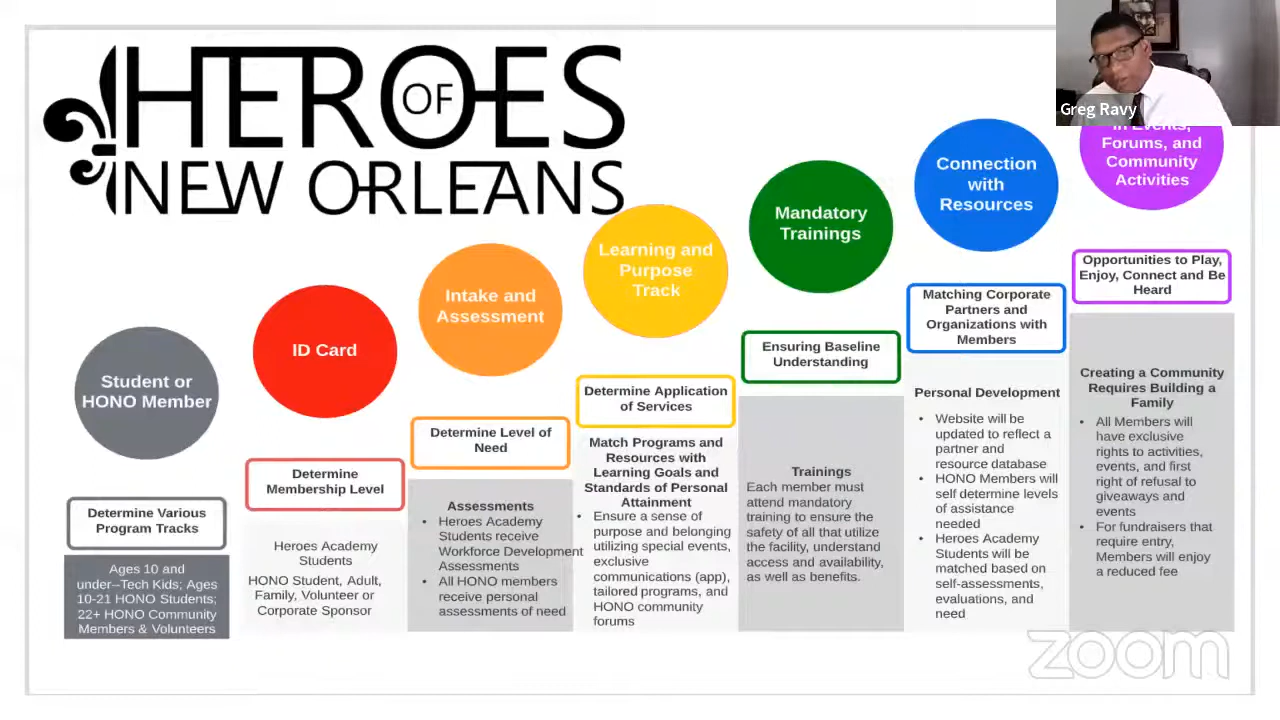 HEROES
OF
NEW ORLEANS
Greg Ravy
Student or
HONO Member
Determine Various
Program Tracks
Ages 10 and
under--Tech Kids; Ages
10-21 HONO Students;
22+ HONO Community
Members & Volunteers
ID Card
Determine
Membership Level
Heroes Academy
Students
HONO Student, Adult,
Family, Volunteer or
Corporate Sponsor
Intake and
Assessment
Determine Level of
Need
Assessments
• Heroes Academy
Students receive
Workforce Development
Assessments
• All HONO members
receive personal
assessments of need
Learning and
Purpose
Track
Determine Application
of Services
Match Programs and
Resources with
Learning Goals and
Standards of Personal
Attainment
• Ensure a sense of
purpose and belonging
utilizing special events,
exclusive
communications (app),
tailored programs, and
HONO community
forums
Mandatory
Trainings
Ensuring Baseline
Understanding
Trainings
Each member must
attend mandatory
training to ensure the
safety of all that utilize
the facility, understand
access and availability,
as well as benefits.
Connection
with
Resources
Matching Corporate
Partners and
Organizations with
Members
Personal Development
• Website will be
updated to reflect a
partner and
resource database
• HONO Members will
self determine levels
of assistance
needed
• Heroes Academy
Students will be
matched based on
self-assessments,
evaluations, and
need
in Events,
Forums, and
Community
Activities
Opportunities to Play,
Enjoy, Connect and Be
Heard
Creating a Community
Requires Building a
Family
• All Members will
have exclusive
rights to activities,
events, and first
right of refusal to
giveaways and
events
• For fundraisers that
require entry,
Members will enjoy
a reduced fee
zoom